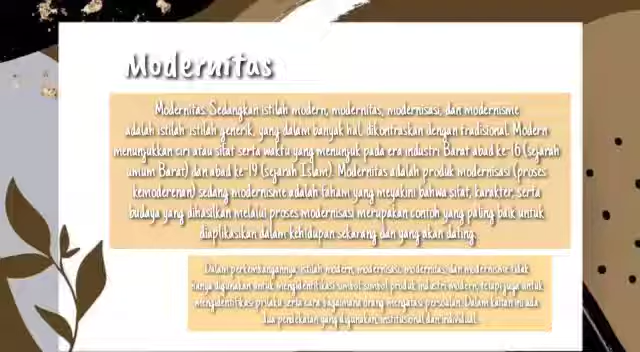 Modernitas
Modernitas. Sedangkan istilah modern, modernitas, modernisasi, dan modernisme
adalah istilah-istilah generik, yang dalam banyak hal, dikontraskan dengan tradisional. Modern
menunjukkan ciri atau sifat serta waktu yang menunjuk pada era industri Barat abad ke-16 (sejarah
umum Barat) dan abad ke-19 (sejarah Islam). Modernitas adalah produk modernisasi (proses
kemoderenan) sedang modernisme adalah faham yang meyakini bahwa sifat, karakter, serta
budaya yang dihasilkan melalui proses modernisasi merupakan contoh yang paling baik untuk
diaplikasikan dalam kehidupan sekarang dan yang akan dating.
Dalam perkembangannya, istilah modern, modernisasi, modernitas, dan modernisme tidak
hanya digunakan untuk mengidentifikasi simbol-simbol produk industri modern, tetapi juga untuk
mengidentifikasi prilaku serta cara bagaimana orang mengatasi persoalan. Dalam kaitan ini ada
dua pendekatan yang digunakan, institusional dan individual.